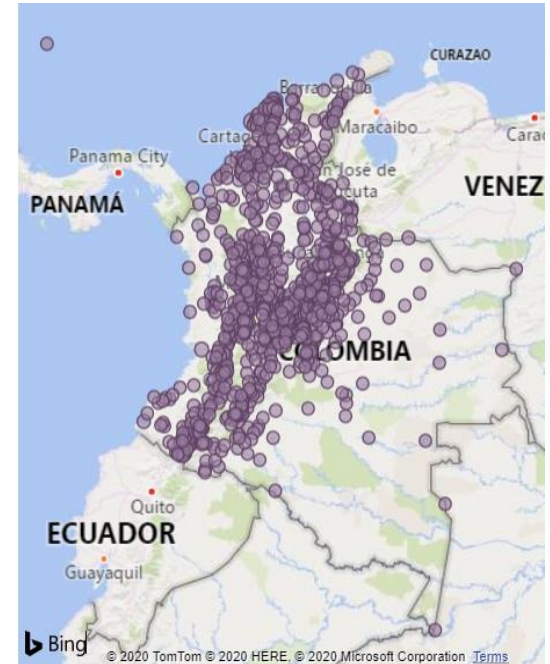 CURAZAO
Maracaibo
Panama City
PANAMÁ
VENEZ
COLOMBIA
Quito
ECUADOR
Guayaquil
Bing
© 2020 TomTom © 2020 HERE, © 2020 Microsoft Corporation Terms